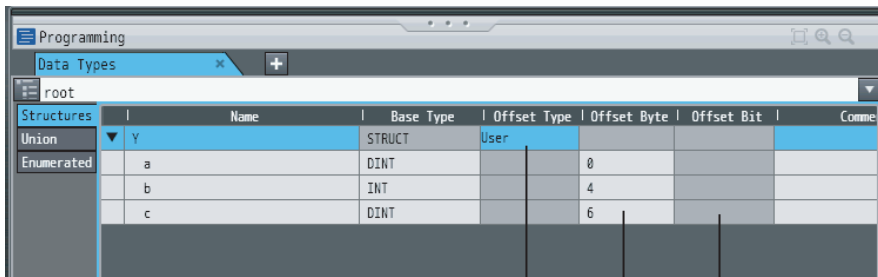 Programming
Data Types × +
root
Structures Name Base Type Offset Type Offset Byte Offset Bit
Union Y STRUCT User
Enumerated a DINT 0
b INT 4
c DINT 6